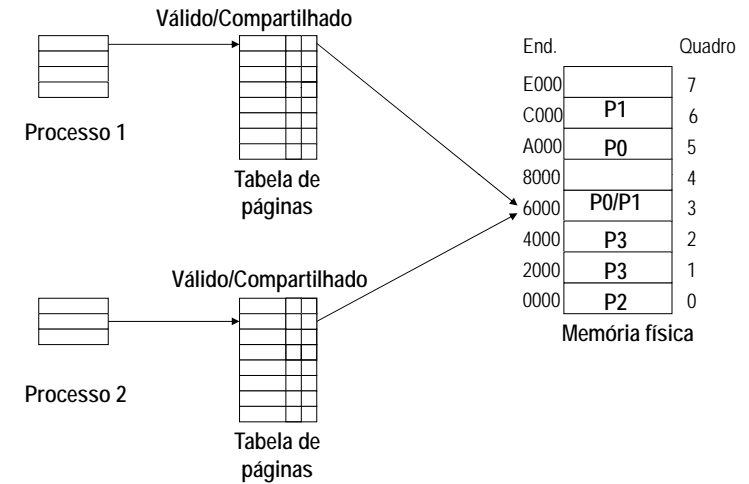 Válido/Compartilhado
End. Quadro
E000 7
C000 P1 6
Processo 1
A000 P0 5
Tabela de
páginas
8000 4
6000 P0/P1 3
4000 P3 2
Válido/Compartilhado
2000 P3 1
0000 P2 0
Memória física
Processo 2
Tabela de
páginas